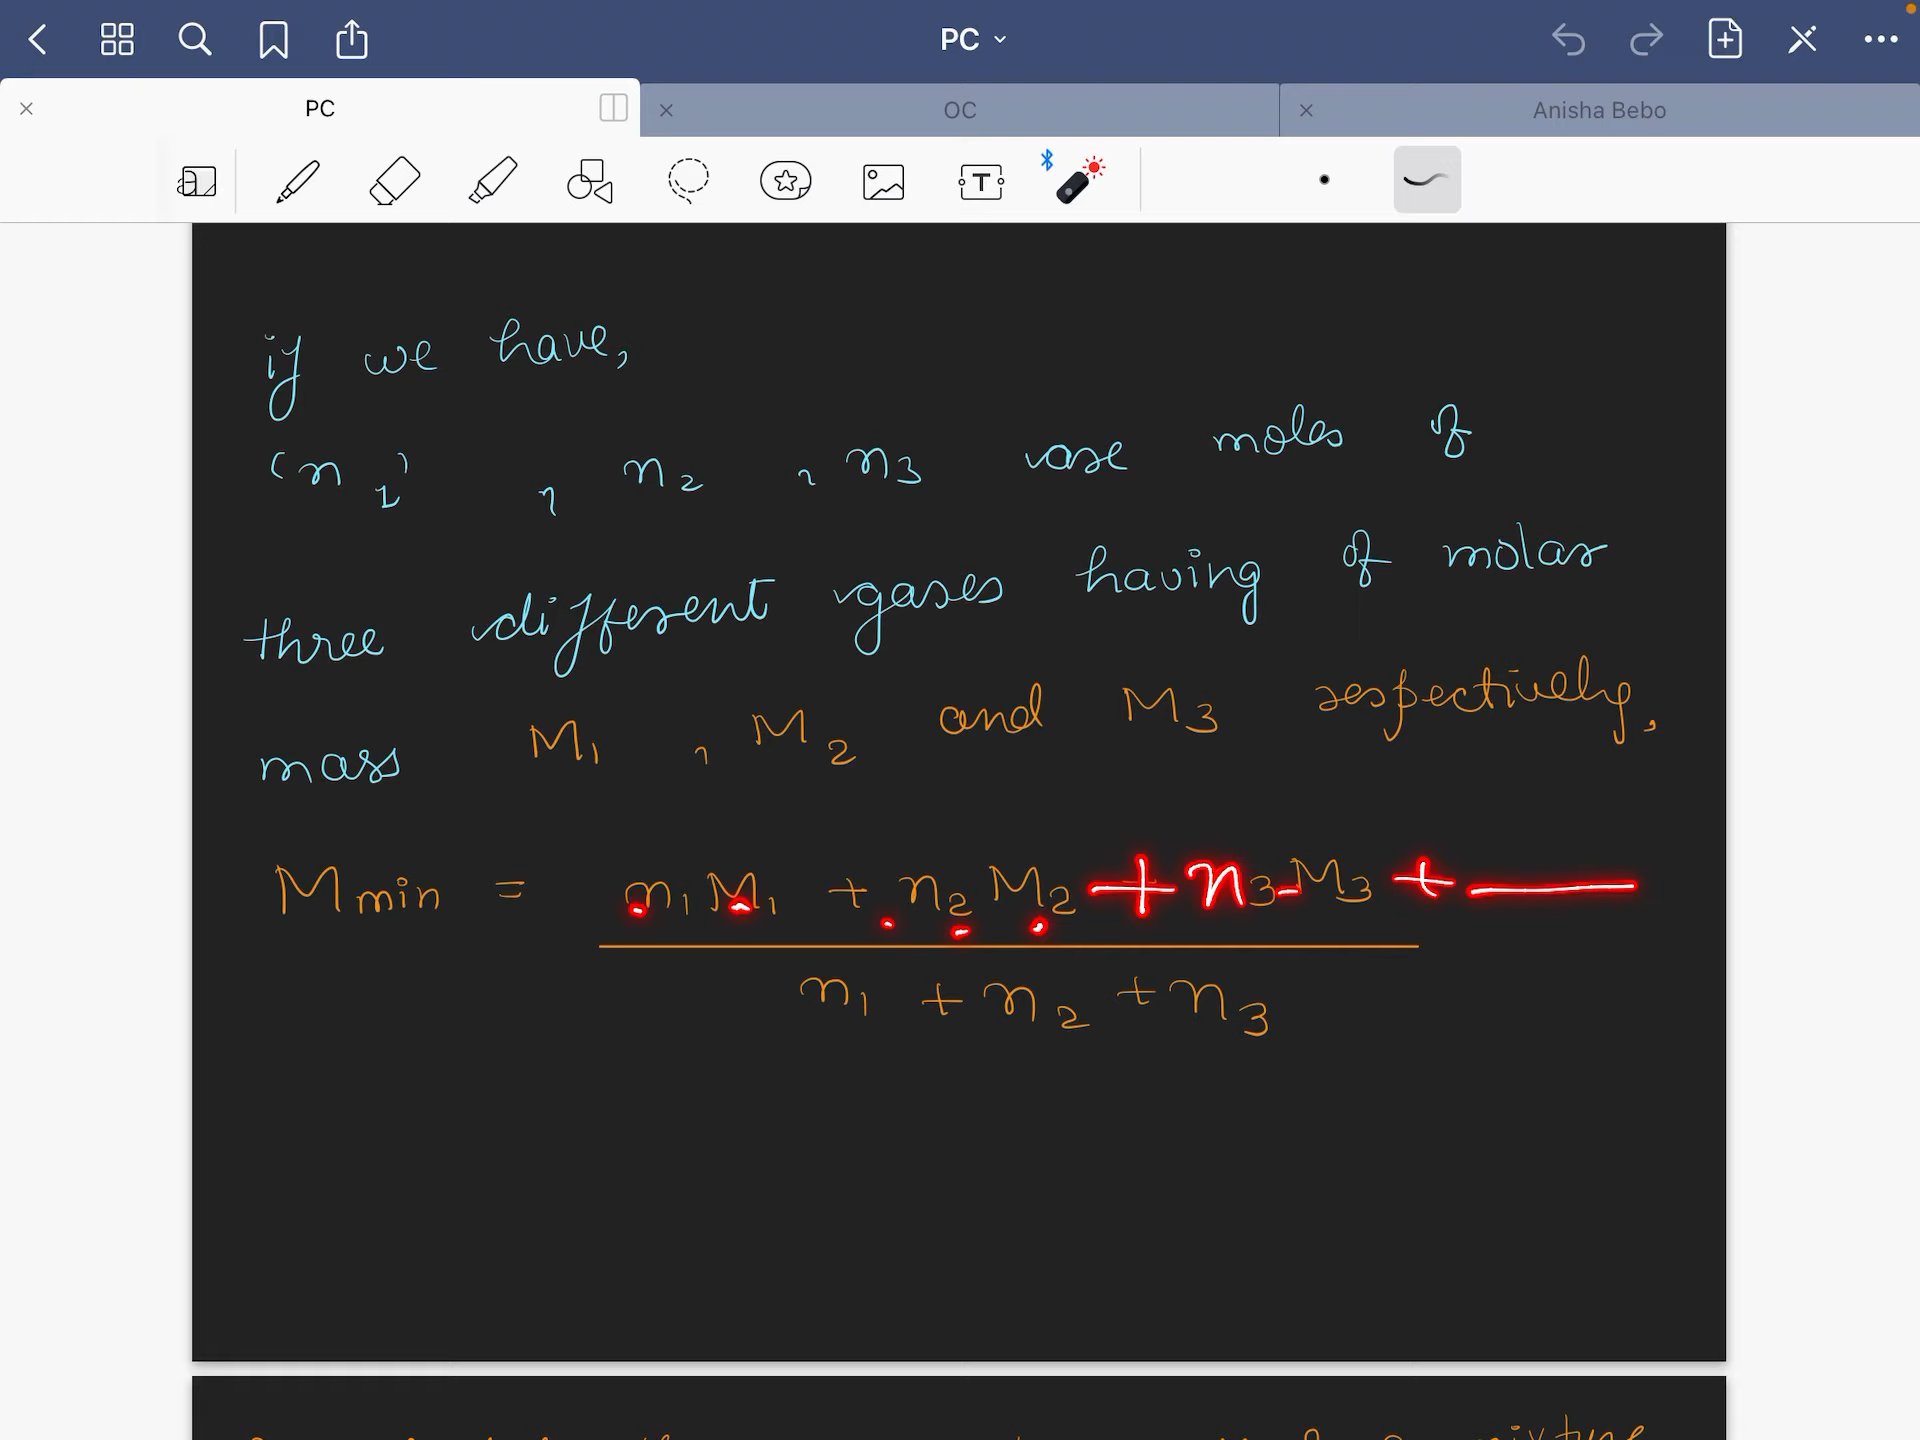 PC
PC
OC
Anisha Bebo
if we have,
(n1) , n2 , n3 are moles of
three different gases having of molar
mass M1 , M2 and M3 respectively,
Mmin = n1M1 + n2M2 + n3M3 + ——
n1 + n2 + n3
mixture